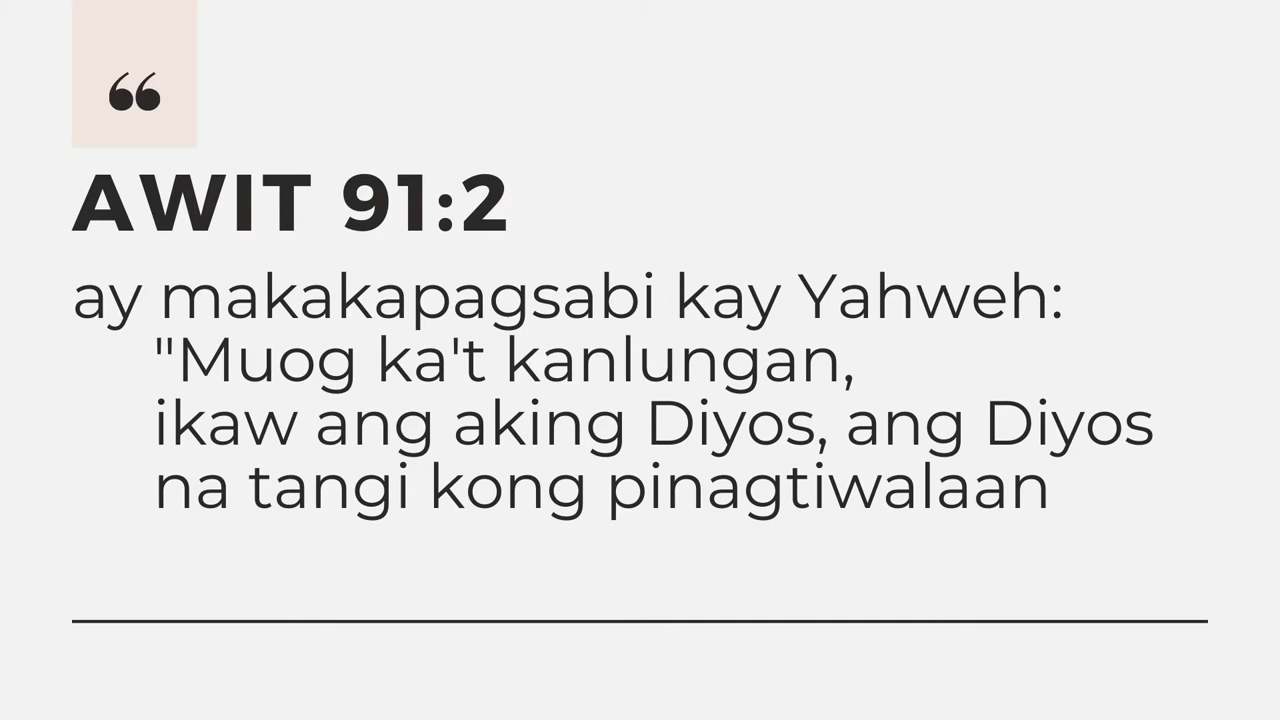 “
AWIT 91:2
ay makakapagsabi kay Yahweh:
"Muog ka't kanlungan,
ikaw ang aking Diyos, ang Diyos
na tangi kong pinagtiwalaan